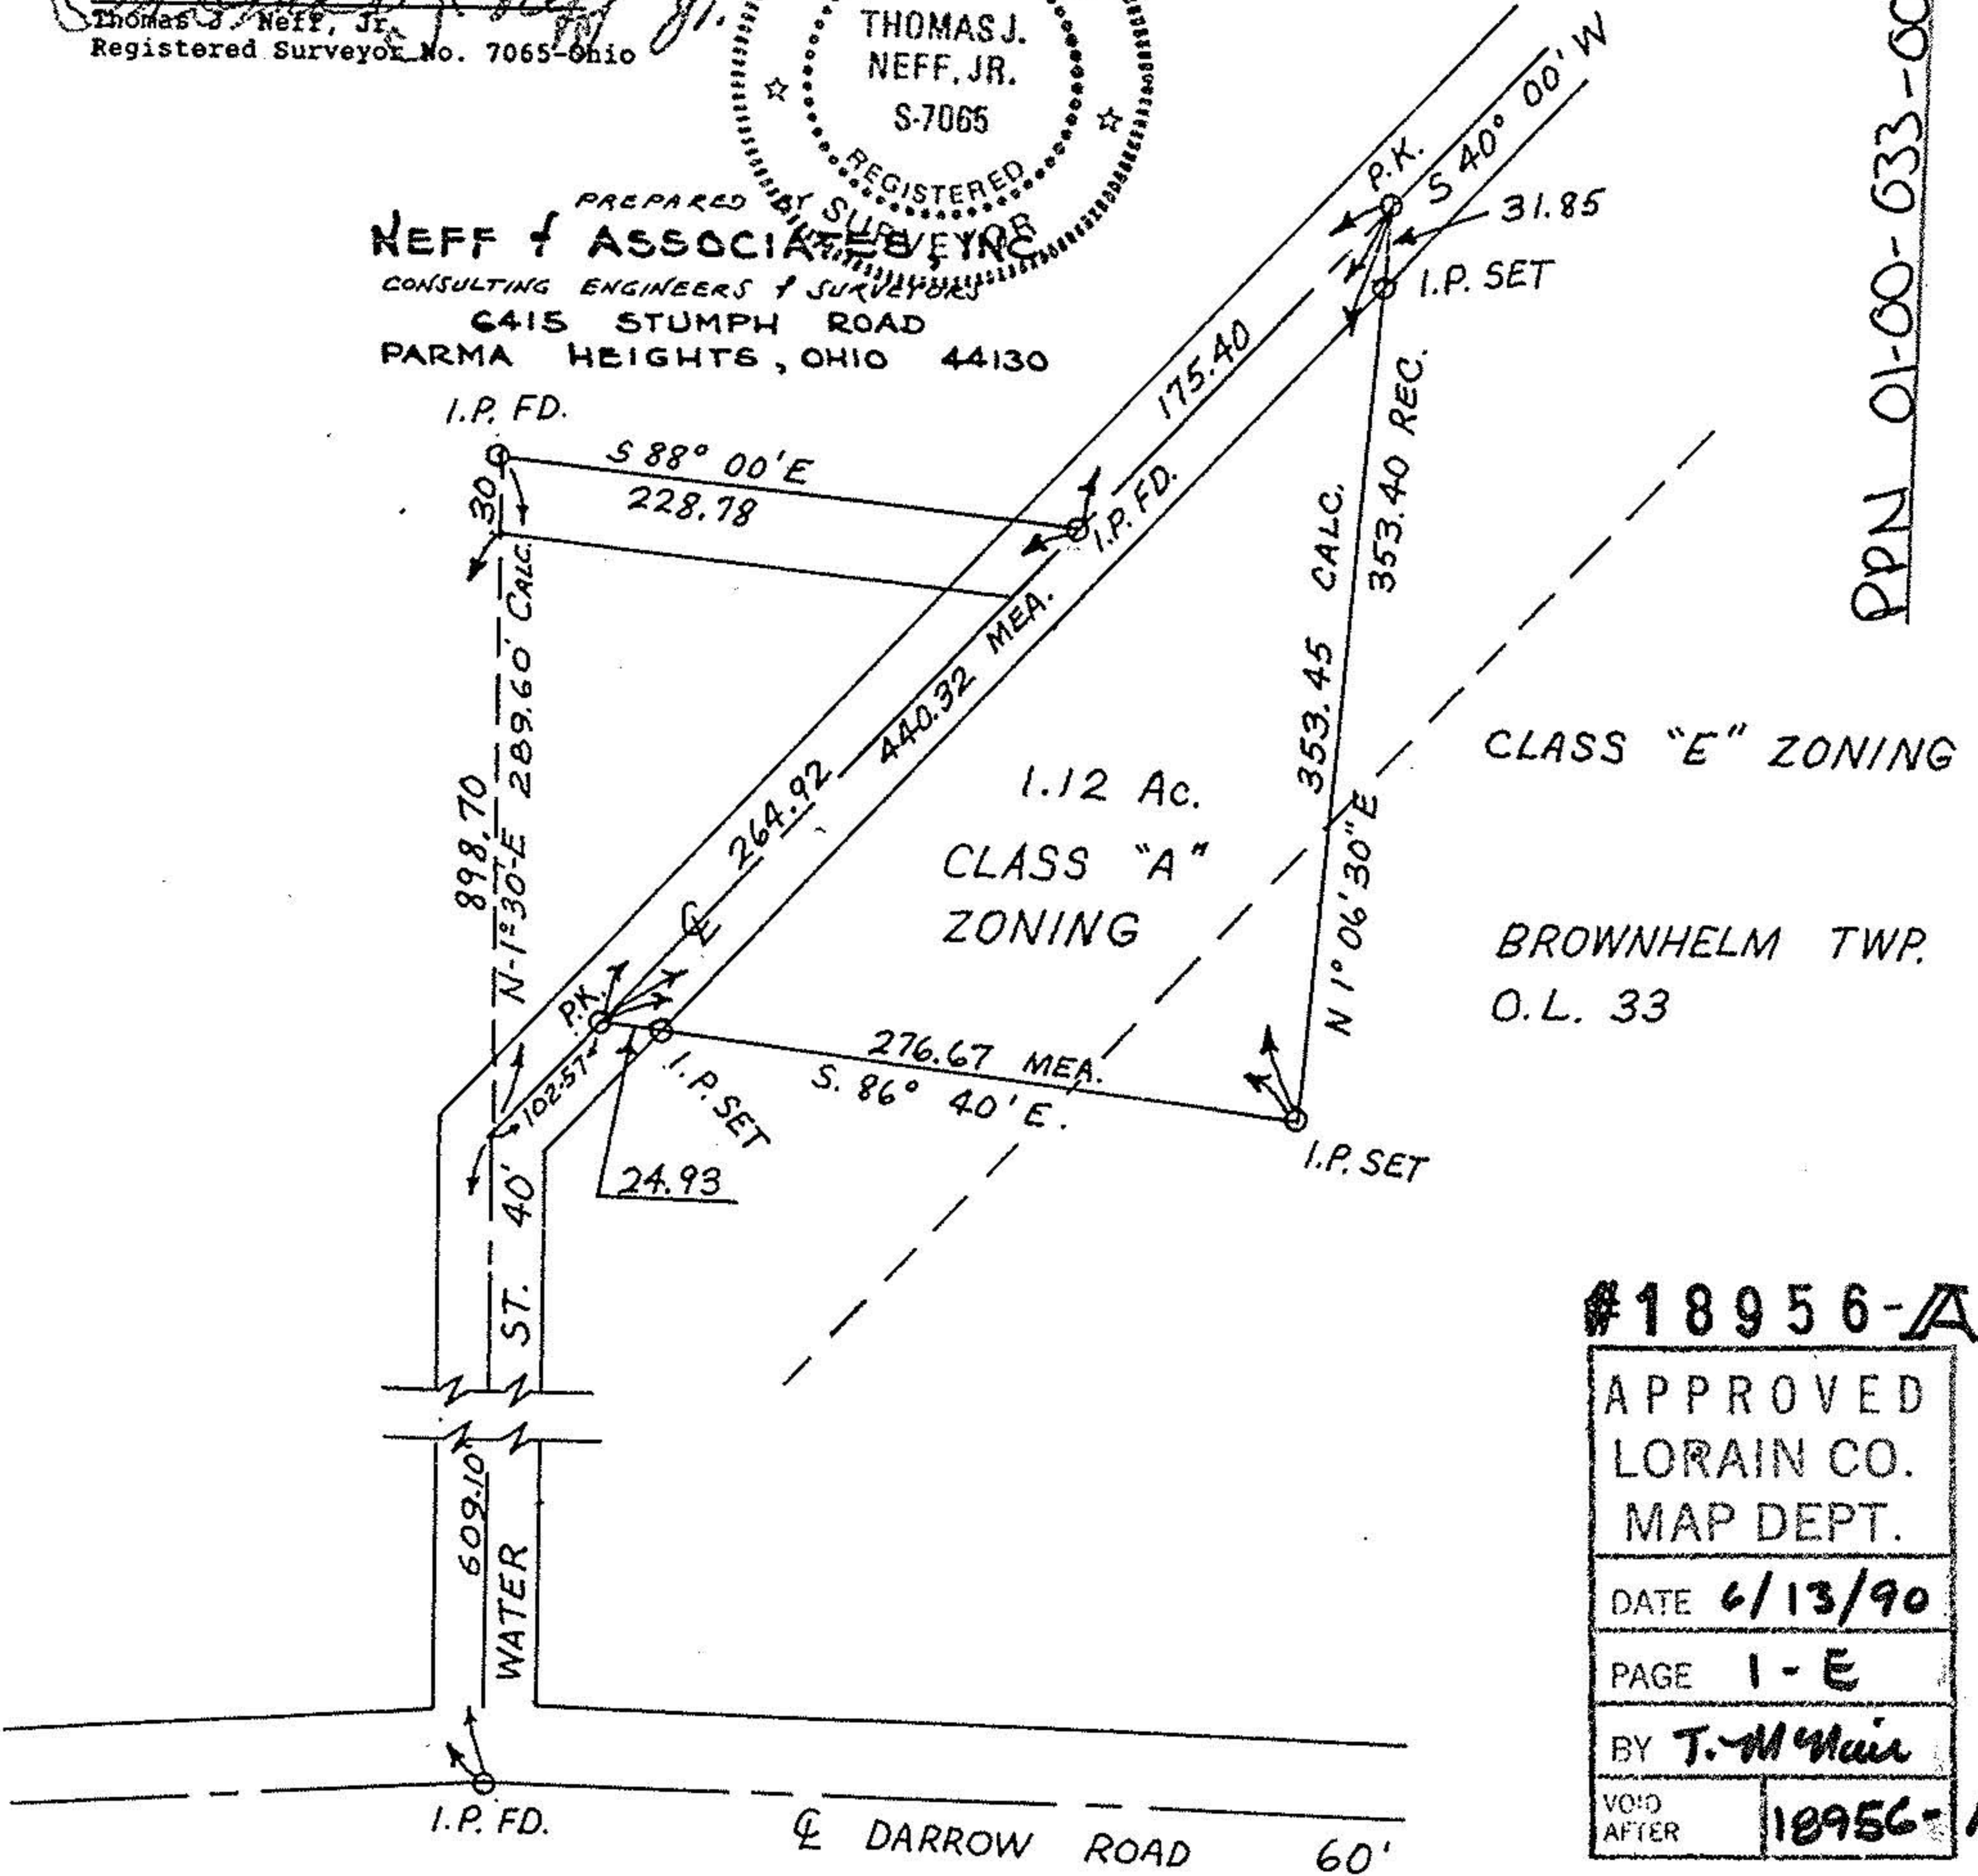 Thomas J. Neff, Jr.
Registered Surveyor No. 7065-Ohio
THOMAS J.
NEFF, JR.
S-7065
REGISTERED
SURVEYOR
PREPARED BY
NEFF & ASSOCIATES, INC.
CONSULTING ENGINEERS & SURVEYORS
6415 STUMPH ROAD
PARMA HEIGHTS, OHIO 44130
PPN 01-00-033-00
P.K.
S 40° 00' W
31.85
I.P. SET
175.40
I.P. FD.
S 88° 00' E
228.78
.30
I.P. FD.
353.45 CALC.
353.40 REC.
N 1° 06' 30" E
898.70
N-1°-30'-E 289.60' CALC.
440.32 MEA.
264.92
1.12 Ac.
CLASS "A"
ZONING
CLASS "E" ZONING
BROWNHELM TWP.
O.L. 33
℄
P.K.
102.57
I.P. SET
276.67 MEA.
S. 86° 40' E.
I.P. SET
24.93
WATER ST. 40'
609.10
I.P. FD.
℄ DARROW ROAD 60'
#18956-A
APPROVED
LORAIN CO.
MAP DEPT.
DATE 6/13/90
PAGE 1-E
BY T. McNair
VOID
AFTER 18956-